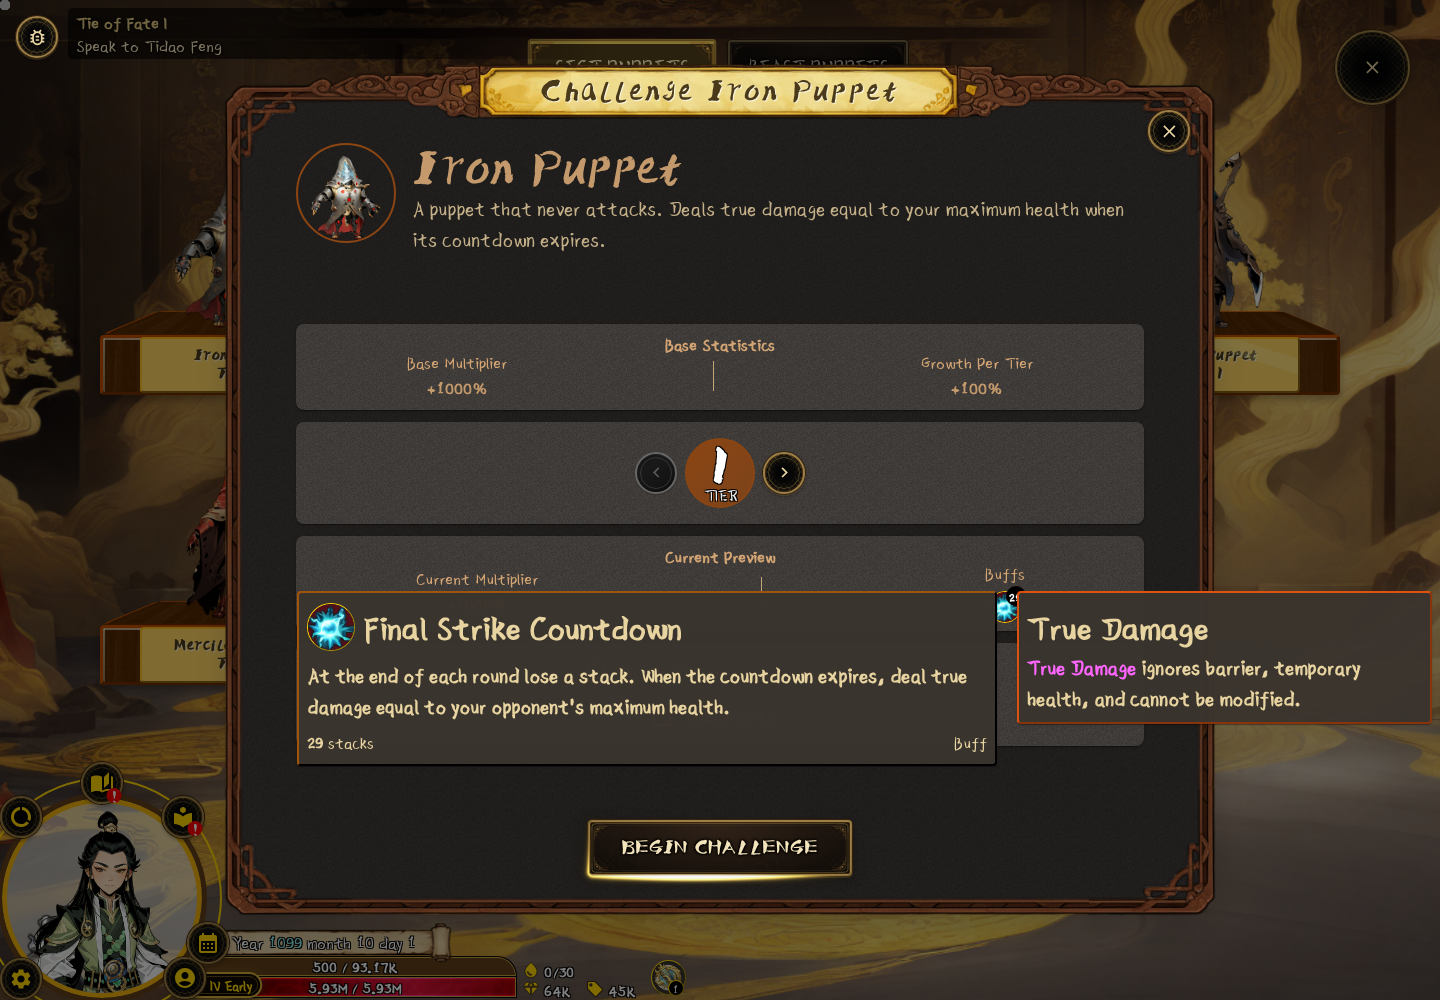 Tie of Fate I
Speak to Tidao Feng
Challenge Iron Puppet
Iron Puppet
A puppet that never attacks. Deals true damage equal to your maximum health when
its countdown expires.
Base Statistics
Base Multiplier
Growth Per Tier
+1000%
+100%
1
TIER
Current Preview
Current Multiplier
Buffs
Final Strike Countdown
At the end of each round lose a stack. When the countdown expires, deal true
damage equal to your opponent's maximum health.
29 stacks
Buff
True Damage
True Damage ignores barrier, temporary
health, and cannot be modified.
BEGIN CHALLENGE
Year 1099 month 10 day 1
500 / 93.17K
IV Early
5.93M / 5.93M
0/30
64K
45K
1